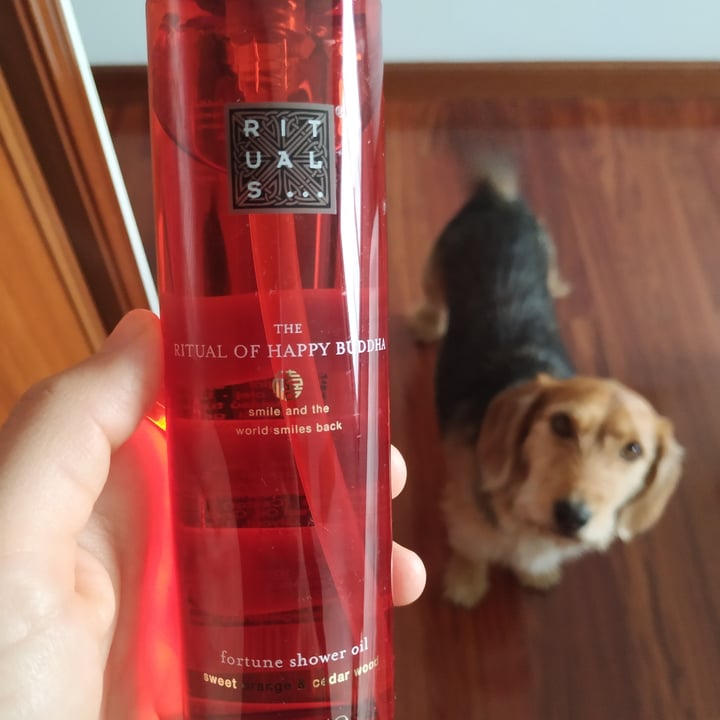 RIT
UAL
S...
®
THE
RITUAL OF HAPPY BUDDHA
smile and the
world smiles back
fortune shower oil
sweet orange & cedar wood